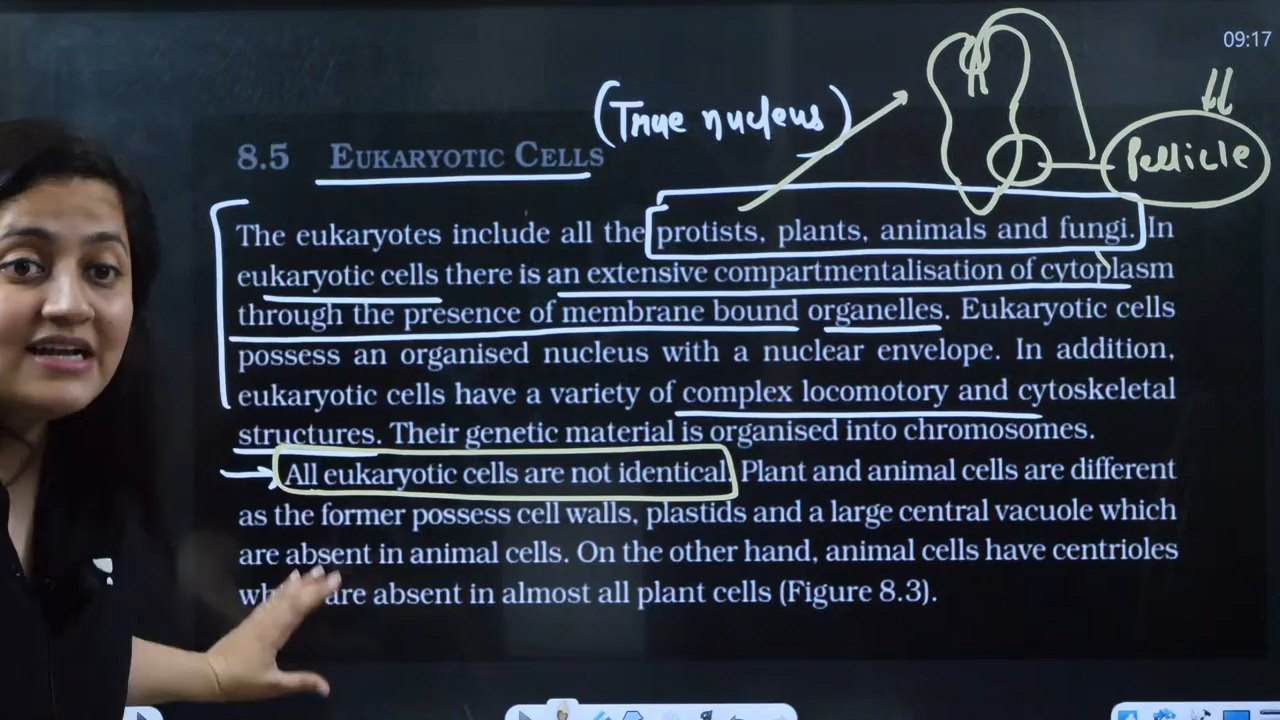 09:17
(True nucleus)
Pellicle
8.5 EUKARYOTIC CELLS
The eukaryotes include all the protists, plants, animals and fungi. In
eukaryotic cells there is an extensive compartmentalisation of cytoplasm
through the presence of membrane bound organelles. Eukaryotic cells
possess an organised nucleus with a nuclear envelope. In addition,
eukaryotic cells have a variety of complex locomotory and cytoskeletal
structures. Their genetic material is organised into chromosomes.
All eukaryotic cells are not identical. Plant and animal cells are different
as the former possess cell walls, plastids and a large central vacuole which
are absent in animal cells. On the other hand, animal cells have centrioles
are absent in almost all plant cells (Figure 8.3).